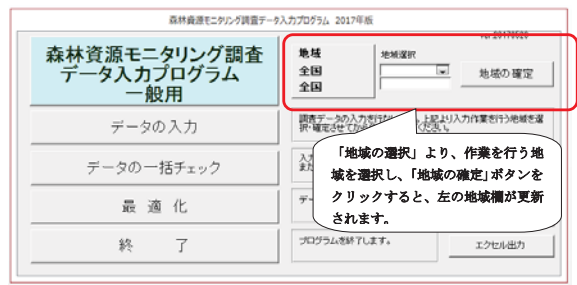 森林資源モニタリング調査データ入力プログラム 2017年版
森林資源モニタリング調査
データ入力プログラム
一般用
地域
全国
全国
地域選択
地域の確定
データの入力
調査データの入力を行
上記より入力作業を行う地域を選
択・確定させてから
ください。
データの一括チェック
「地域の選択」より、作業を行う地
域を選択し、「地域の確定」ボタンを
クリックすると、左の地域欄が更新
されます。
最 適 化
終 了
プログラムを終了します。
エクセル出力